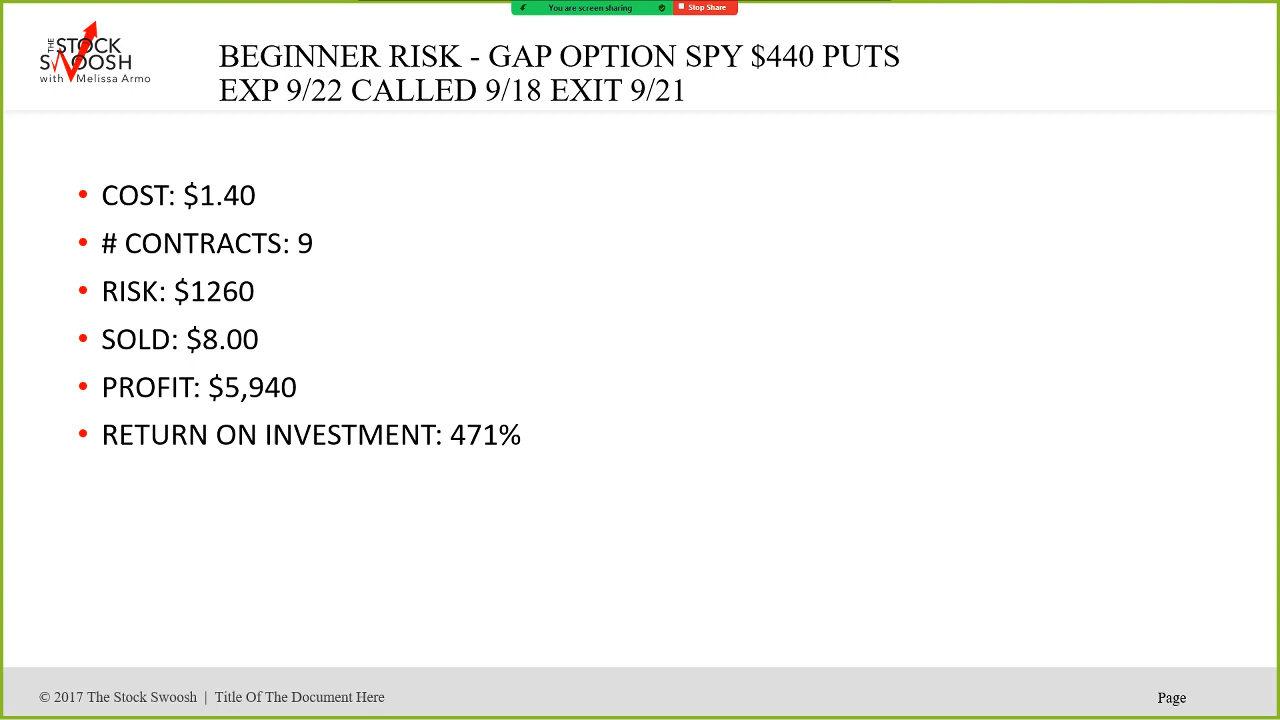 You are screen sharing
Stop Share
THE
STOCK
SWOOSH
with Melissa Armo
BEGINNER RISK - GAP OPTION SPY $440 PUTS
EXP 9/22 CALLED 9/18 EXIT 9/21
• COST: $1.40
• # CONTRACTS: 9
• RISK: $1260
• SOLD: $8.00
• PROFIT: $5,940
• RETURN ON INVESTMENT: 471%
© 2017 The Stock Swoosh | Title Of The Document Here
Page